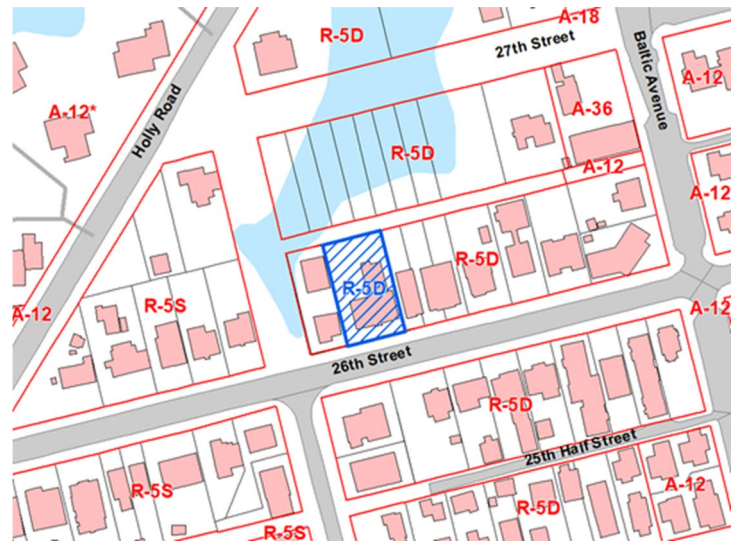 A-18
R-5D
27th Street
Baltic Avenue
A-12
A-12*
Holly Road
A-36
R-5D
A-12
A-12
R-5D
R-5D
A-12
R-5S
A-12
26th Street
R-5D
25th Half Street
R-5S
A-12
R-5D
R-5S